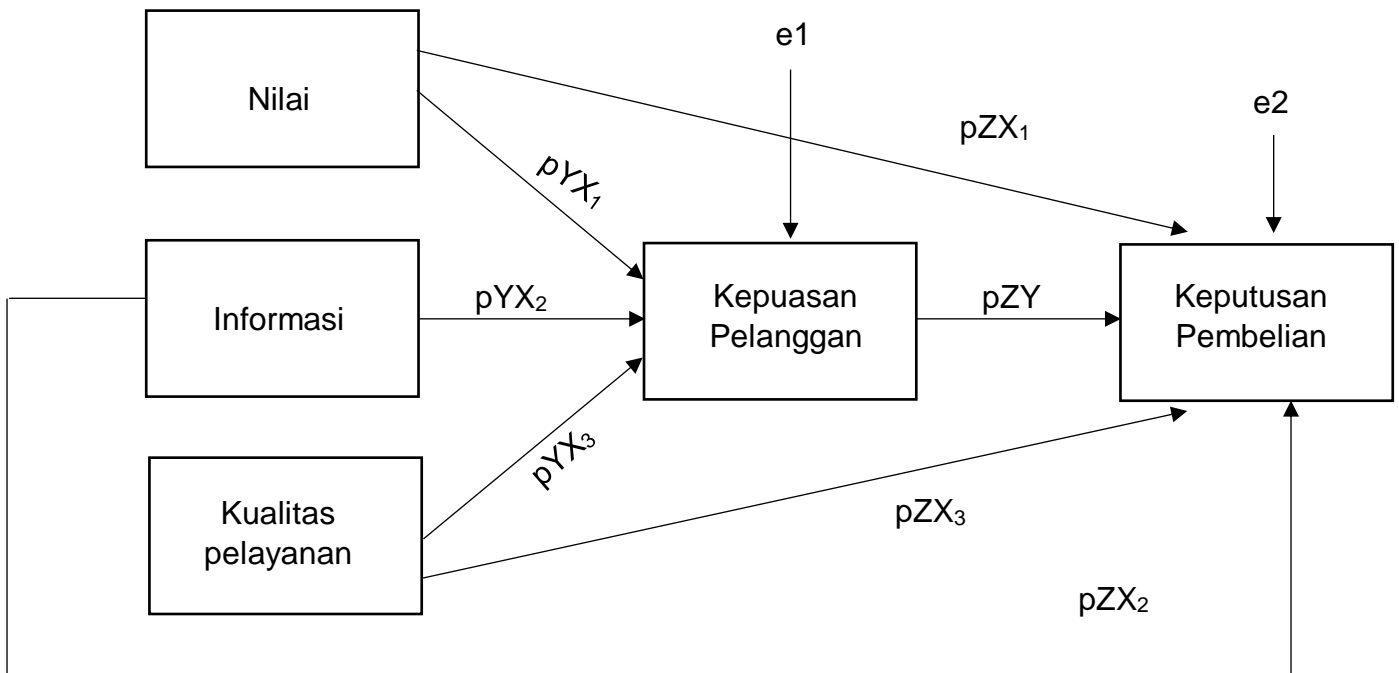 e1
Nilai
e2
pZX₁
pYX₁
Kepuasan
Pelanggan
Keputusan
Pembelian
Informasi
pYX₂
pZY
pYX₃
Kualitas
pelayanan
pZX₃
pZX₂